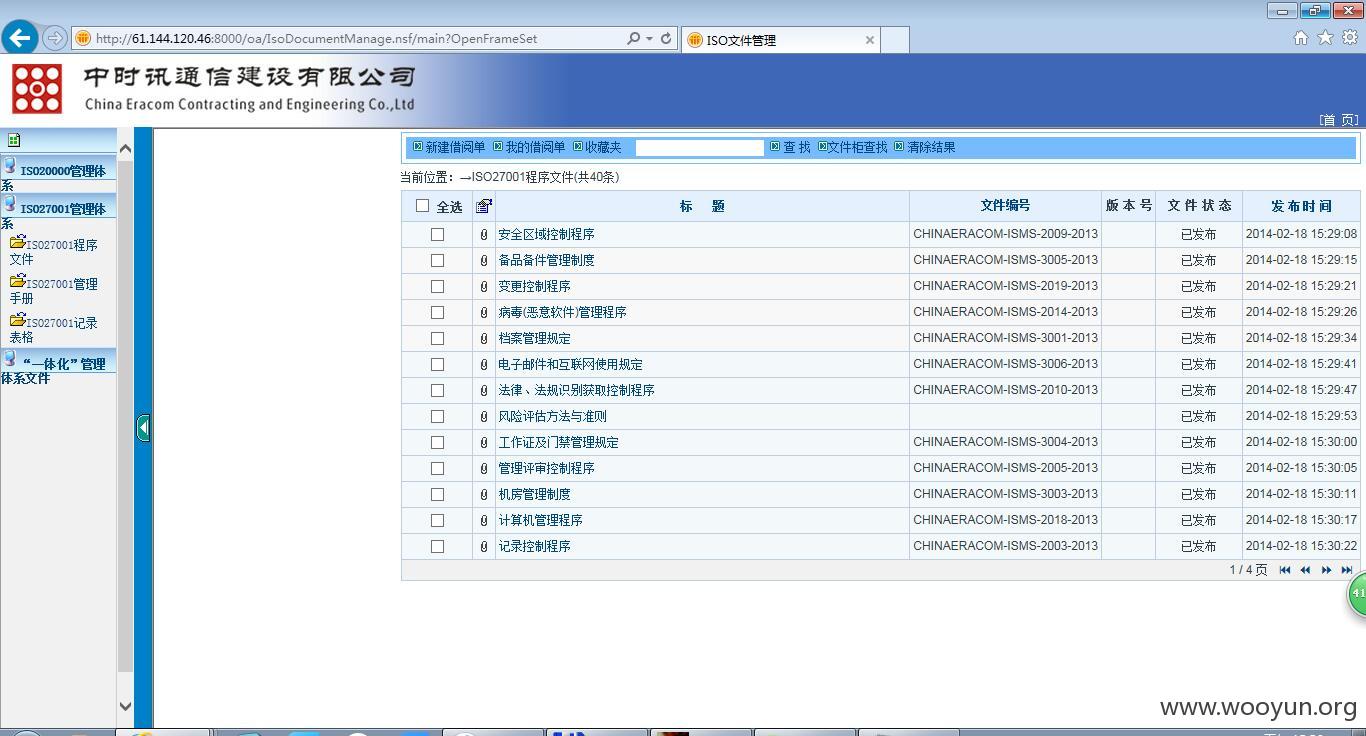 http://61.144.120.46:8000/oa/IsoDocumentManage.nsf/main?OpenFrameSet
ISO文件管理
中时讯通信建设有限公司
China Eracom Contracting and Engineering Co.,Ltd
[首 页]
ISO20000管理体
系
ISO27001管理体
系
ISO27001程序
文件
ISO27001管理
手册
ISO27001记录
表格
“一体化”管理
体系文件
新建借阅单 我的借阅单 收藏夹 查 找 文件柜查找 清除结果
当前位置：→ISO27001程序文件(共40条)
全选 标 题 文件编号 版 本 号 文 件 状 态 发 布 时 间
安全区域控制程序 CHINAERACOM-ISMS-2009-2013 已发布 2014-02-18 15:29:08
备品备件管理制度 CHINAERACOM-ISMS-3005-2013 已发布 2014-02-18 15:29:15
变更控制程序 CHINAERACOM-ISMS-2019-2013 已发布 2014-02-18 15:29:21
病毒(恶意软件)管理程序 CHINAERACOM-ISMS-2014-2013 已发布 2014-02-18 15:29:26
档案管理规定 CHINAERACOM-ISMS-3001-2013 已发布 2014-02-18 15:29:34
电子邮件和互联网使用规定 CHINAERACOM-ISMS-3006-2013 已发布 2014-02-18 15:29:41
法律、法规识别获取控制程序 CHINAERACOM-ISMS-2010-2013 已发布 2014-02-18 15:29:47
风险评估方法与准则 已发布 2014-02-18 15:29:53
工作证及门禁管理规定 CHINAERACOM-ISMS-3004-2013 已发布 2014-02-18 15:30:00
管理评审控制程序 CHINAERACOM-ISMS-2005-2013 已发布 2014-02-18 15:30:05
机房管理制度 CHINAERACOM-ISMS-3003-2013 已发布 2014-02-18 15:30:11
计算机管理程序 CHINAERACOM-ISMS-2018-2013 已发布 2014-02-18 15:30:17
记录控制程序 CHINAERACOM-ISMS-2003-2013 已发布 2014-02-18 15:30:22
1 / 4 页
41
www.wooyun.org